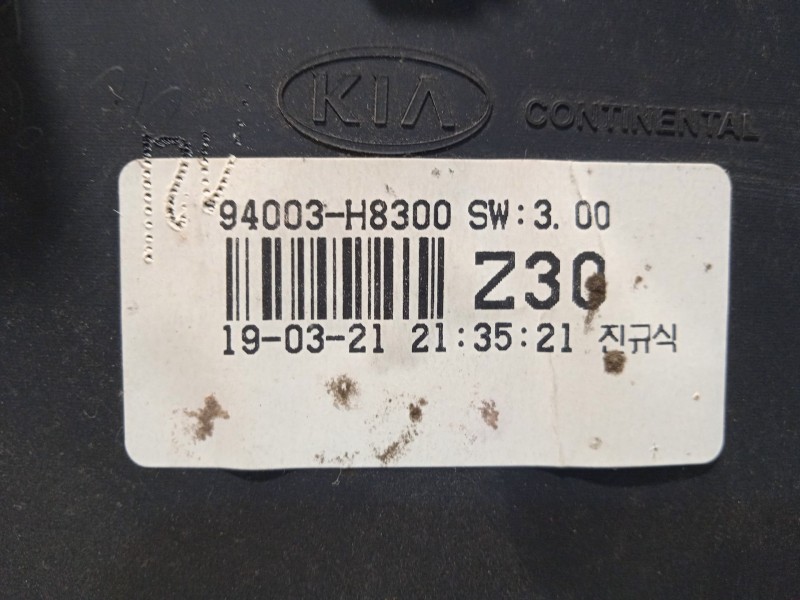 KIA CONTINENTAL
94003-H8300 SW:3.00
Z30
19-03-21 21:35:21 진규식